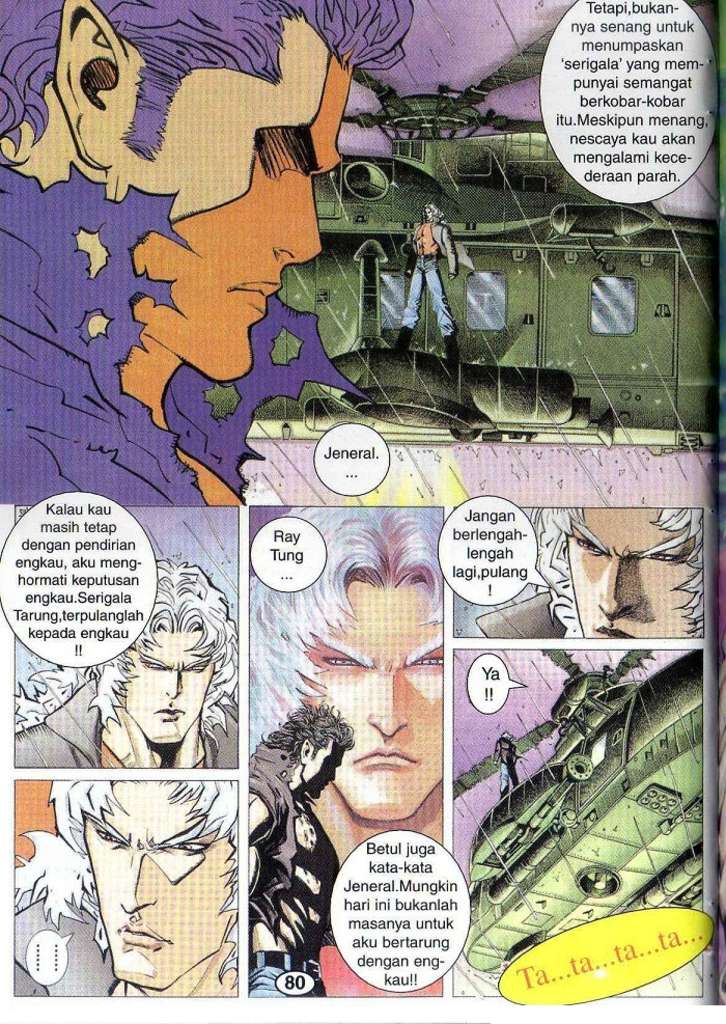 Tetapi,bukan-
nya senang untuk
menumpaskan
'serigala' yang mem-
punyai semangat
berkobar-kobar
itu.Meskipun menang,
nescaya kau akan
mengalami kece-
deraan parah.
Jeneral.
...
Kalau kau
masih tetap
dengan pendirian
engkau, aku meng-
hormati keputusan
engkau.Serigala
Tarung,terpulanglah
kepada engkau
!!
Ray
Tung
...
Jangan
berlengah-
lengah
lagi,pulang
!
Ya
!!
Betul juga
kata-kata
Jeneral.Mungkin
hari ini bukanlah
masanya untuk
aku bertarung
dengan eng-
kau!!
Ta...ta...ta...ta...
80